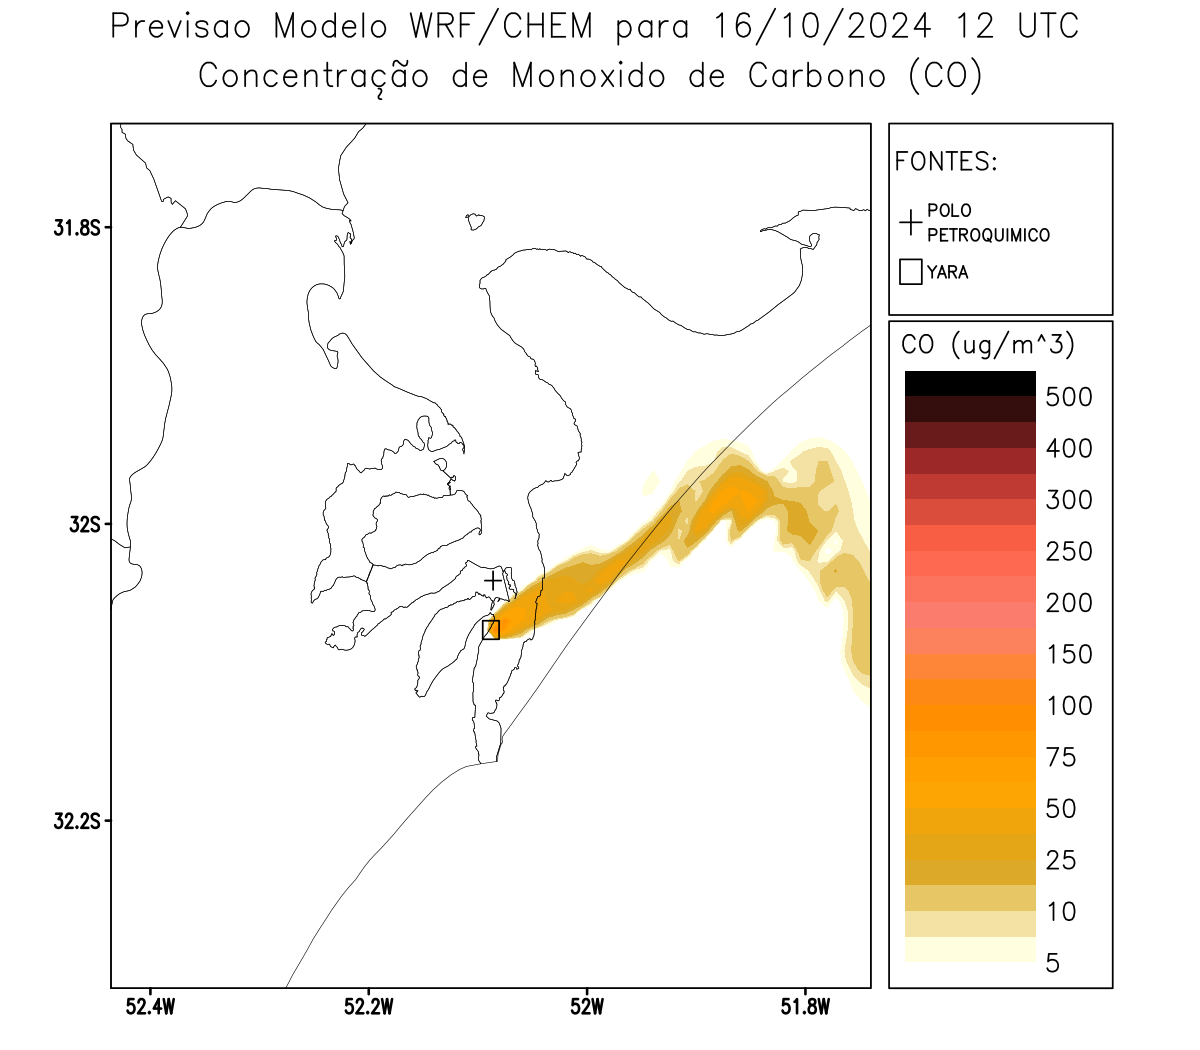 Previsao Modelo WRF/CHEM para 16/10/2024 12 UTC
Concentração de Monoxido de Carbono (CO)
FONTES:
POLO
PETROQUIMICO
YARA
CO (ug/m^3)
500
400
300
250
200
150
100
75
50
25
10
5
31.8S
32S
32.2S
52.4W
52.2W
52W
51.8W